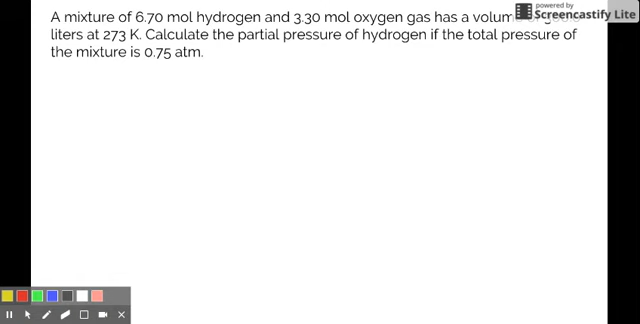 A mixture of 6.70 mol hydrogen and 3.30 mol oxygen gas has a volum
liters at 273 K. Calculate the partial pressure of hydrogen if the total pressure of
the mixture is 0.75 atm.
powered by
Screencastify Lite